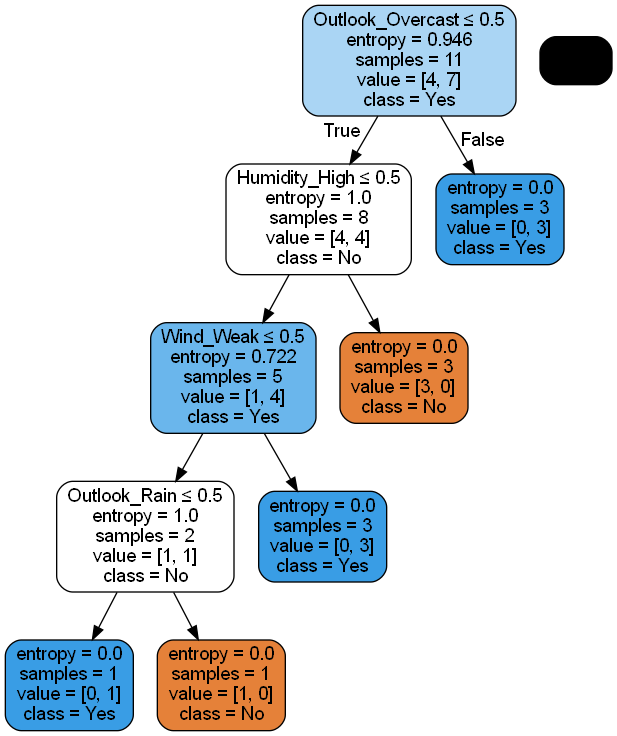 Outlook_Overcast ≤ 0.5
entropy = 0.946
samples = 11
value = [4, 7]
class = Yes
True
False
Humidity_High ≤ 0.5
entropy = 1.0
samples = 8
value = [4, 4]
class = No
entropy = 0.0
samples = 3
value = [0, 3]
class = Yes
Wind_Weak ≤ 0.5
entropy = 0.722
samples = 5
value = [1, 4]
class = Yes
entropy = 0.0
samples = 3
value = [3, 0]
class = No
Outlook_Rain ≤ 0.5
entropy = 1.0
samples = 2
value = [1, 1]
class = No
entropy = 0.0
samples = 3
value = [0, 3]
class = Yes
entropy = 0.0
samples = 1
value = [0, 1]
class = Yes
entropy = 0.0
samples = 1
value = [1, 0]
class = No